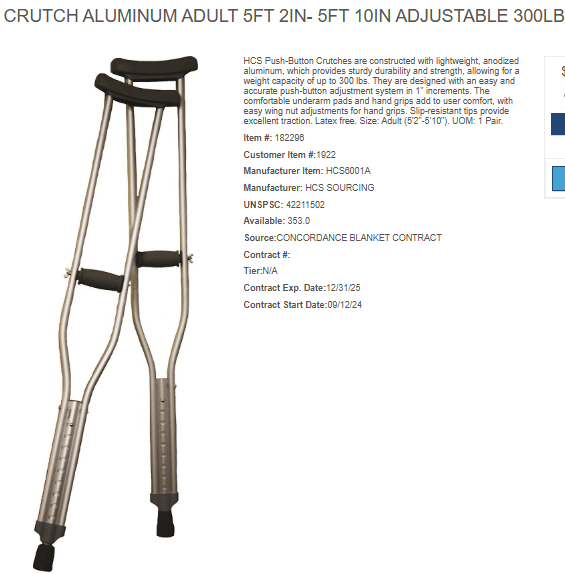 CRUTCH ALUMINUM ADULT 5FT 2IN- 5FT 10IN ADJUSTABLE 300LB
HCS Push-Button Crutches are constructed with lightweight, anodized
aluminum, which provides sturdy durability and strength, allowing for a
weight capacity of up to 300 lbs. They are designed with an easy and
accurate push-button adjustment system in 1" increments. The
comfortable underarm pads and hand grips add to user comfort, with
easy wing nut adjustments for hand grips. Slip-resistant tips provide
excellent traction. Latex free. Size: Adult (5'2"-5'10"). UOM: 1 Pair.
Item #: 182296
Customer Item #:1922
Manufacturer Item: HCS6001A
Manufacturer: HCS SOURCING
UNSPSC: 42211502
Available: 353.0
Source:CONCORDANCE BLANKET CONTRACT
Contract #:
Tier:N/A
Contract Exp. Date:12/31/25
Contract Start Date:09/12/24